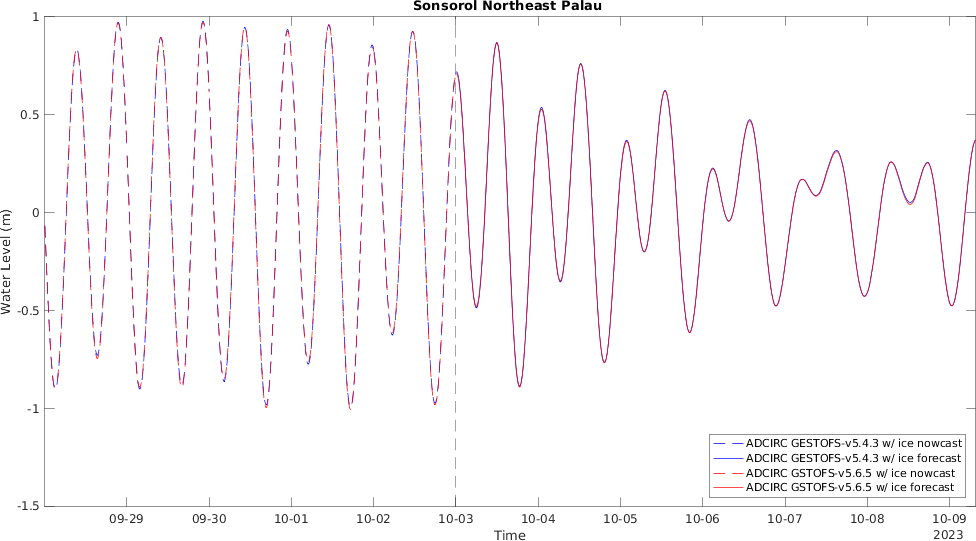 Sonsorol Northeast Palau
1
0.5
0
-0.5
-1
-1.5
Water Level (m)
ADCIRC GESTOFS-v5.4.3 w/ ice nowcast
ADCIRC GESTOFS-v5.4.3 w/ ice forecast
ADCIRC GSTOFS-v5.6.5 w/ ice nowcast
ADCIRC GSTOFS-v5.6.5 w/ ice forecast
09-29 09-30 10-01 10-02 10-03 10-04 10-05 10-06 10-07 10-08 10-09
Time
2023